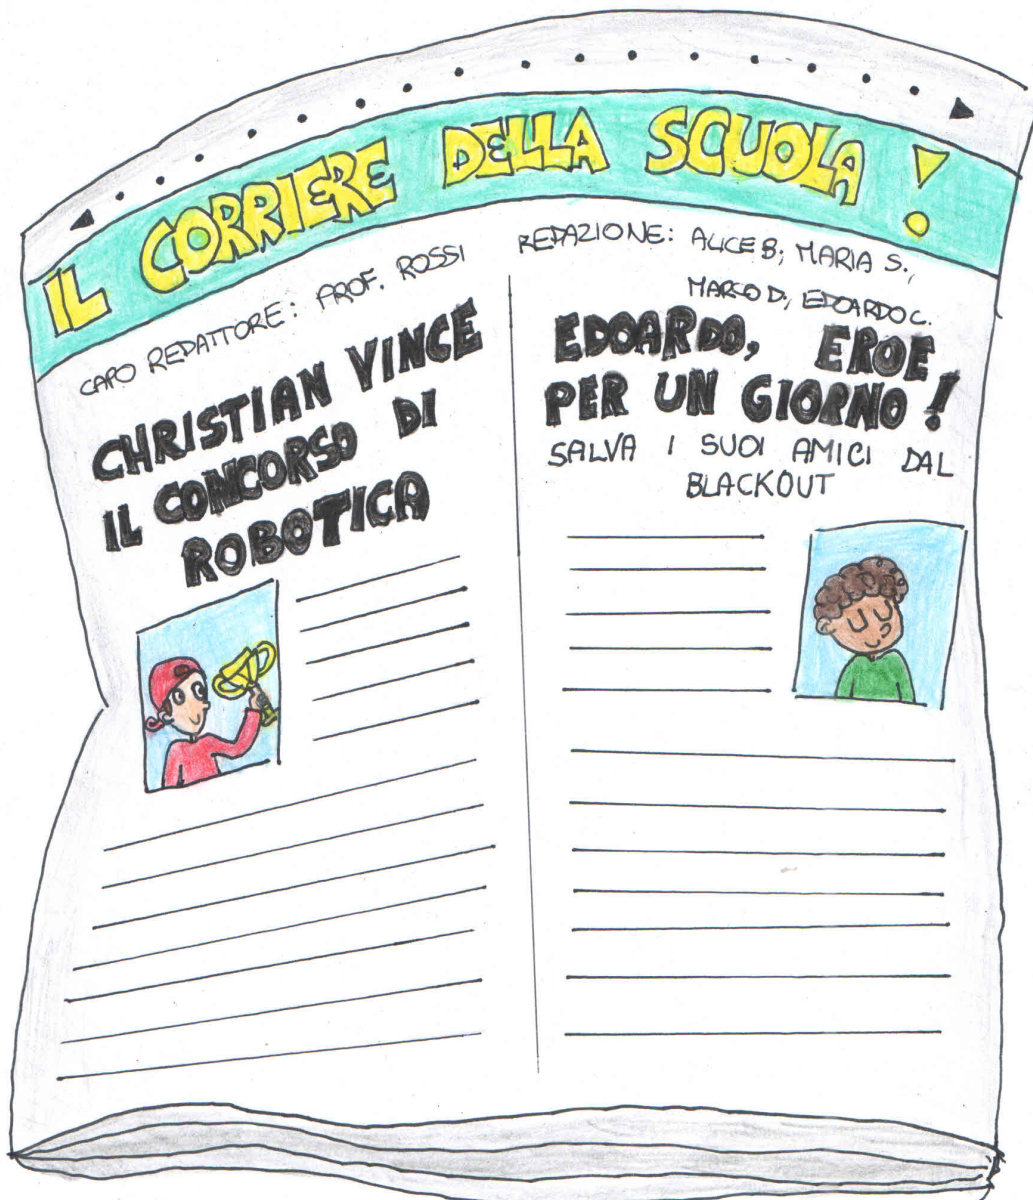 IL CORRIERE DELLA SCUOLA!
CAPO REDATTORE: PROF. ROSSI
REDAZIONE: ALICE B., MARIA S.,
MARCO D., EDOARDO C.
CHRISTIAN VINCE
IL CONCORSO DI
ROBOTICA
EDOARDO, EROE
PER UN GIORNO!
SALVA I SUOI AMICI DAL
BLACKOUT